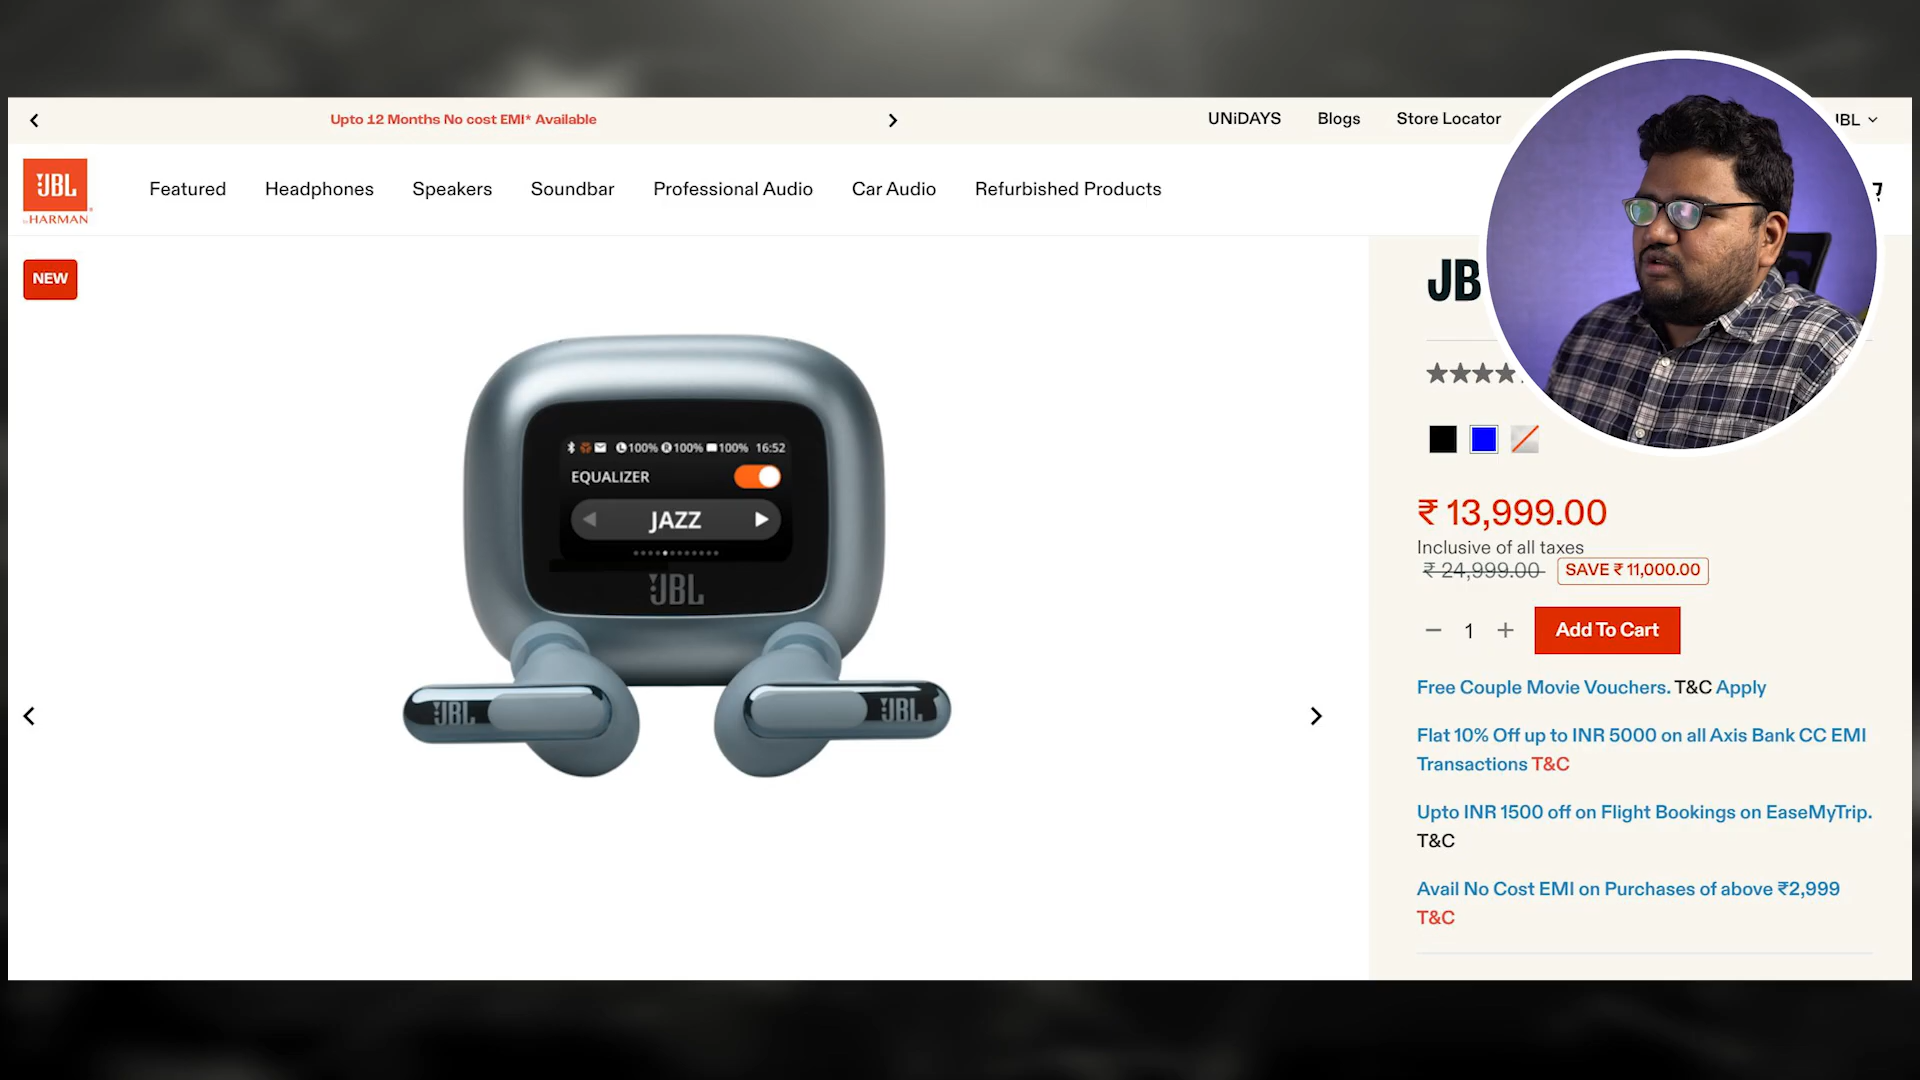 Upto 12 Months No cost EMI* Available
UNiDAYS Blogs Store Locator
JBL
HARMAN
Featured Headphones Speakers Soundbar Professional Audio Car Audio Refurbished Products
NEW
JB
100% 100% 100% 16:52
EQUALIZER
JAZZ
JBL
JBL
JBL
₹ 13,999.00
Inclusive of all taxes
₹ 24,999.00 SAVE ₹ 11,000.00
1 Add To Cart
Free Couple Movie Vouchers. T&C Apply
Flat 10% Off up to INR 5000 on all Axis Bank CC EMI
Transactions T&C
Upto INR 1500 off on Flight Bookings on EaseMyTrip.
T&C
Avail No Cost EMI on Purchases of above ₹2,999
T&C